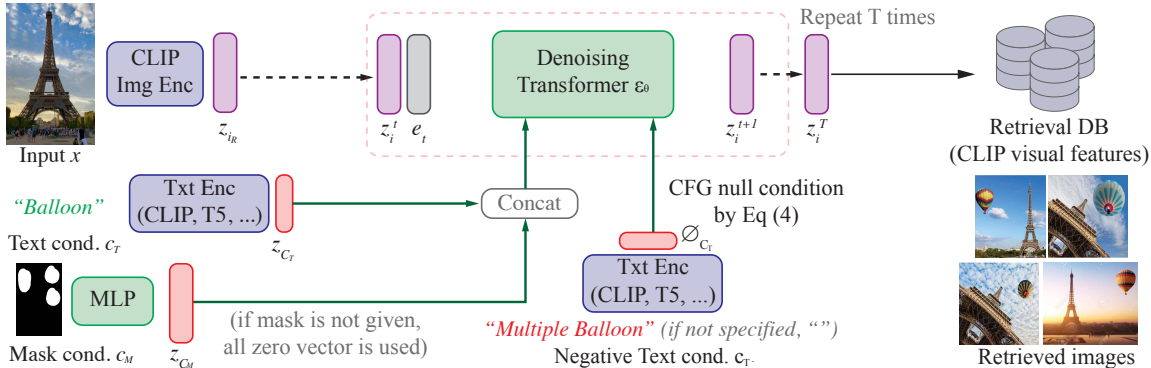 Repeat T times
CLIP
Img Enc
Denoising
Transformer ε_θ
z_{i_R}
z_i^t
e_t
z_i^{t+1}
z_i^T
Input x
Retrieval DB
(CLIP visual features)
“Balloon”
Txt Enc
(CLIP, T5, ...)
Concat
CFG null condition
by Eq (4)
∅_{C_T}
Text cond. c_T
z_{C_T}
Txt Enc
(CLIP, T5, ...)
MLP
(if mask is not given,
all zero vector is used)
“Multiple Balloon” (if not specified, “”)
Mask cond. c_M
z_{C_M}
Negative Text cond. c_{T-}
Retrieved images